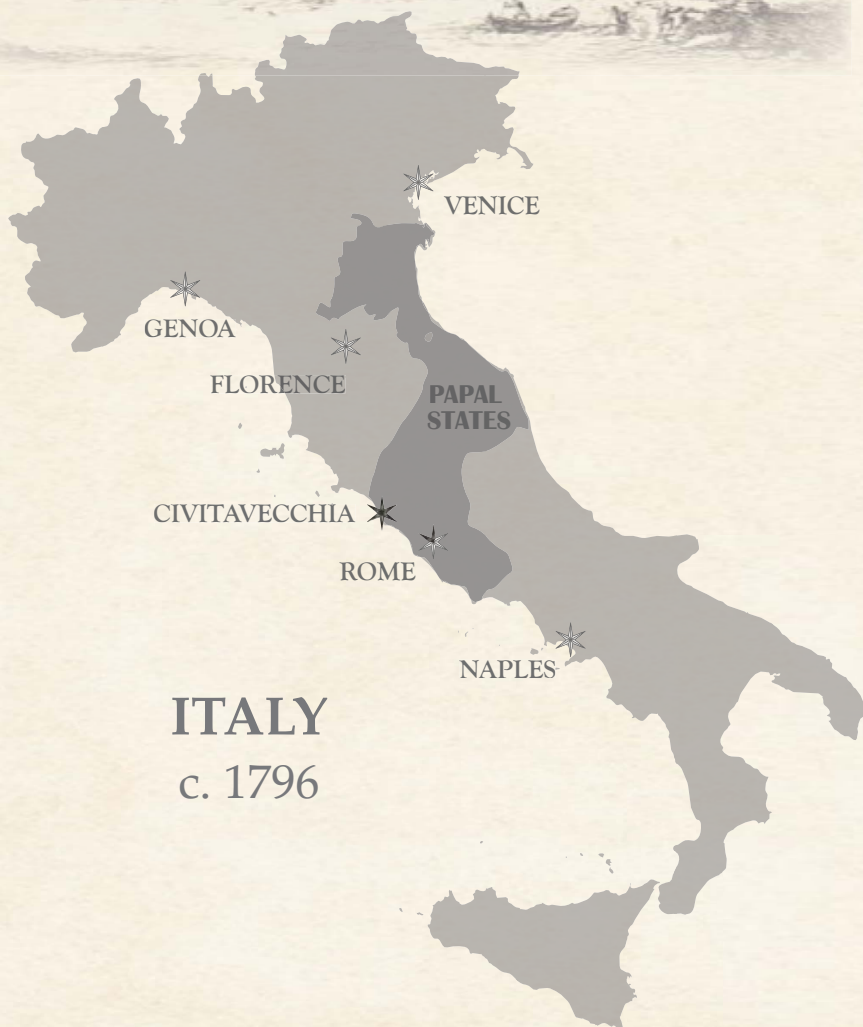 VENICE
GENOA
FLORENCE
PAPAL
STATES
CIVITAVECCHIA
ROME
NAPLES
ITALY
c. 1796